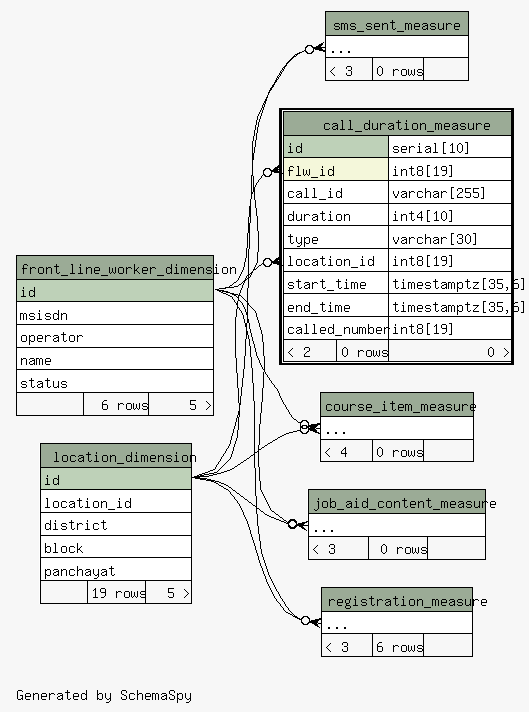 sms_sent_measure
...
< 3 0 rows
call_duration_measure
id serial[10]
flw_id int8[19]
call_id varchar[255]
duration int4[10]
type varchar[30]
location_id int8[19]
start_time timestamptz[35,6]
end_time timestamptz[35,6]
called_number int8[19]
< 2 0 rows 0 >
front_line_worker_dimension
id
msisdn
operator
name
status
6 rows 5 >
course_item_measure
...
< 4 0 rows
location_dimension
id
location_id
district
block
panchayat
19 rows 5 >
job_aid_content_measure
...
< 3 0 rows
registration_measure
...
< 3 6 rows
Generated by SchemaSpy